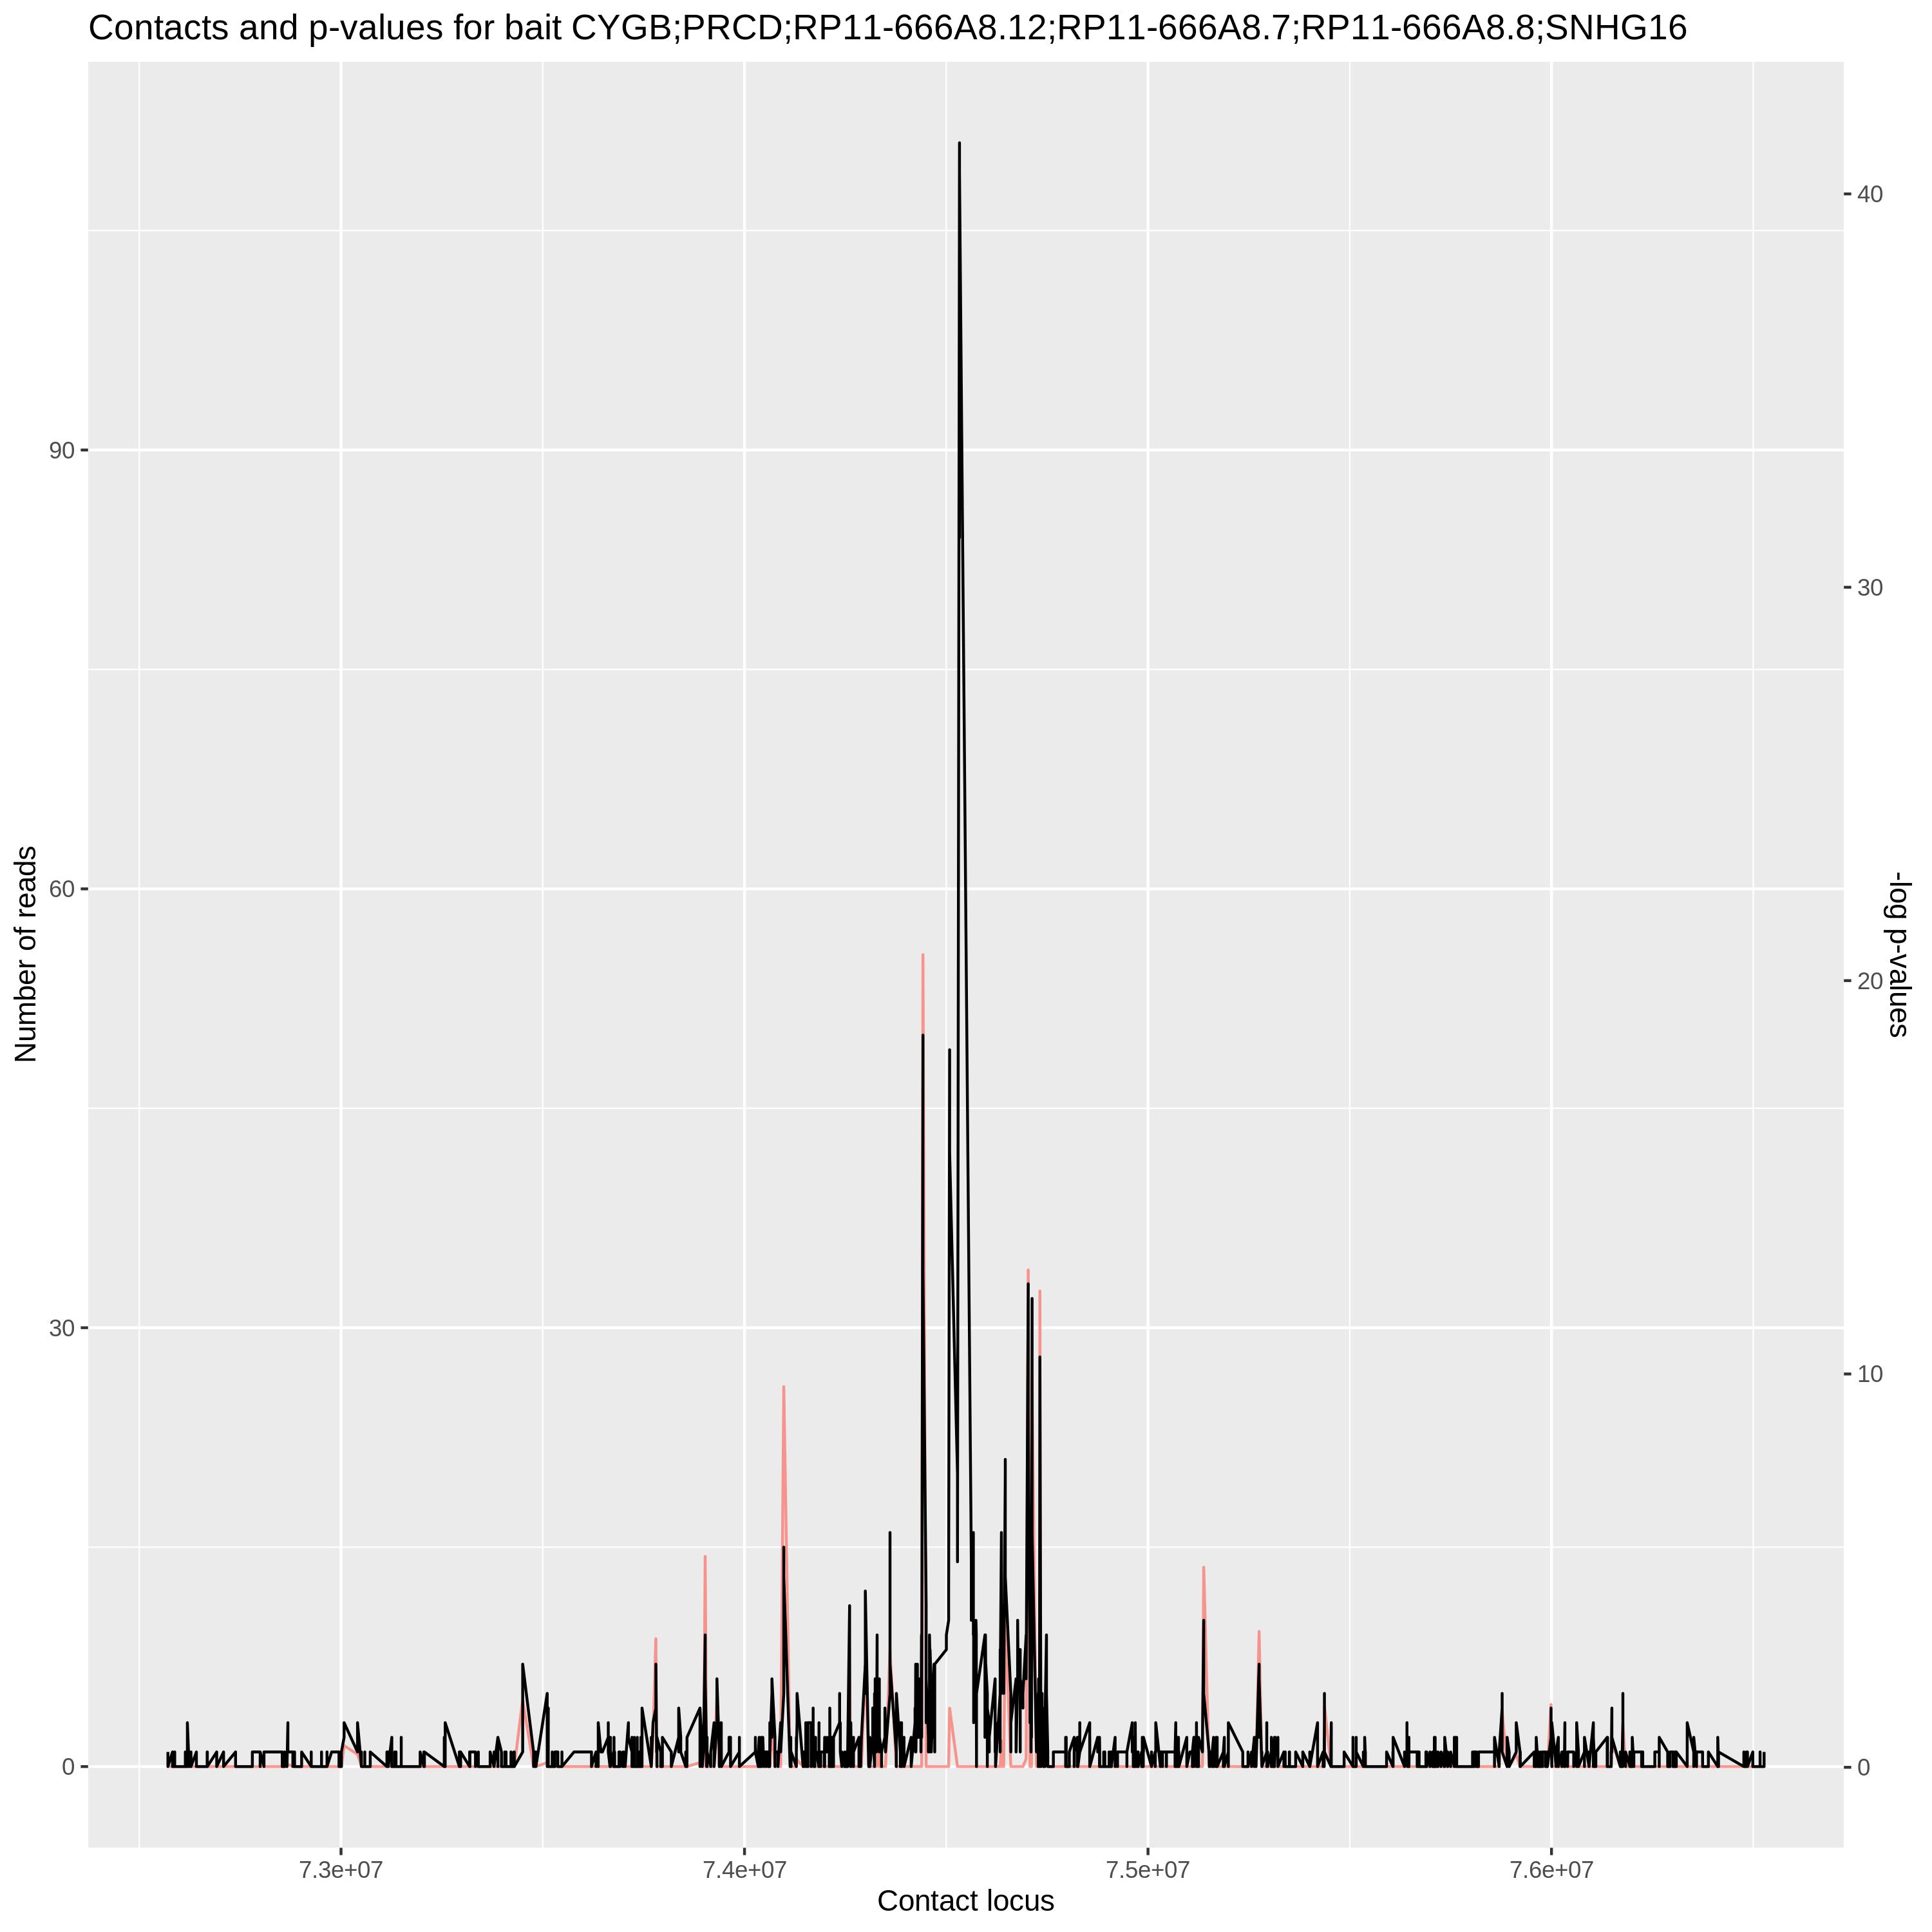 Contacts and p-values for bait CYGB;PRCD;RP11-666A8.12;RP11-666A8.7;RP11-666A8.8;SNHG16
40
90
30
60
20
30
10
0
0
Number of reads
-log p-values
7.3e+07 7.4e+07 7.5e+07 7.6e+07
Contact locus